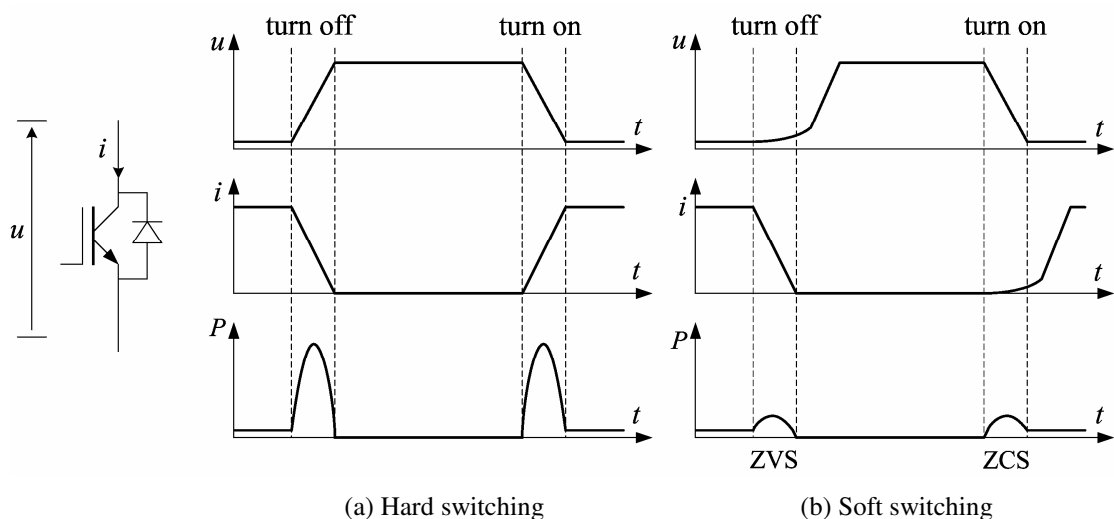 turn off
turn on
u
t
i
t
P
t
turn off
turn on
u
t
i
t
P
t
ZVS
ZCS
i
u
(a) Hard switching
(b) Soft switching